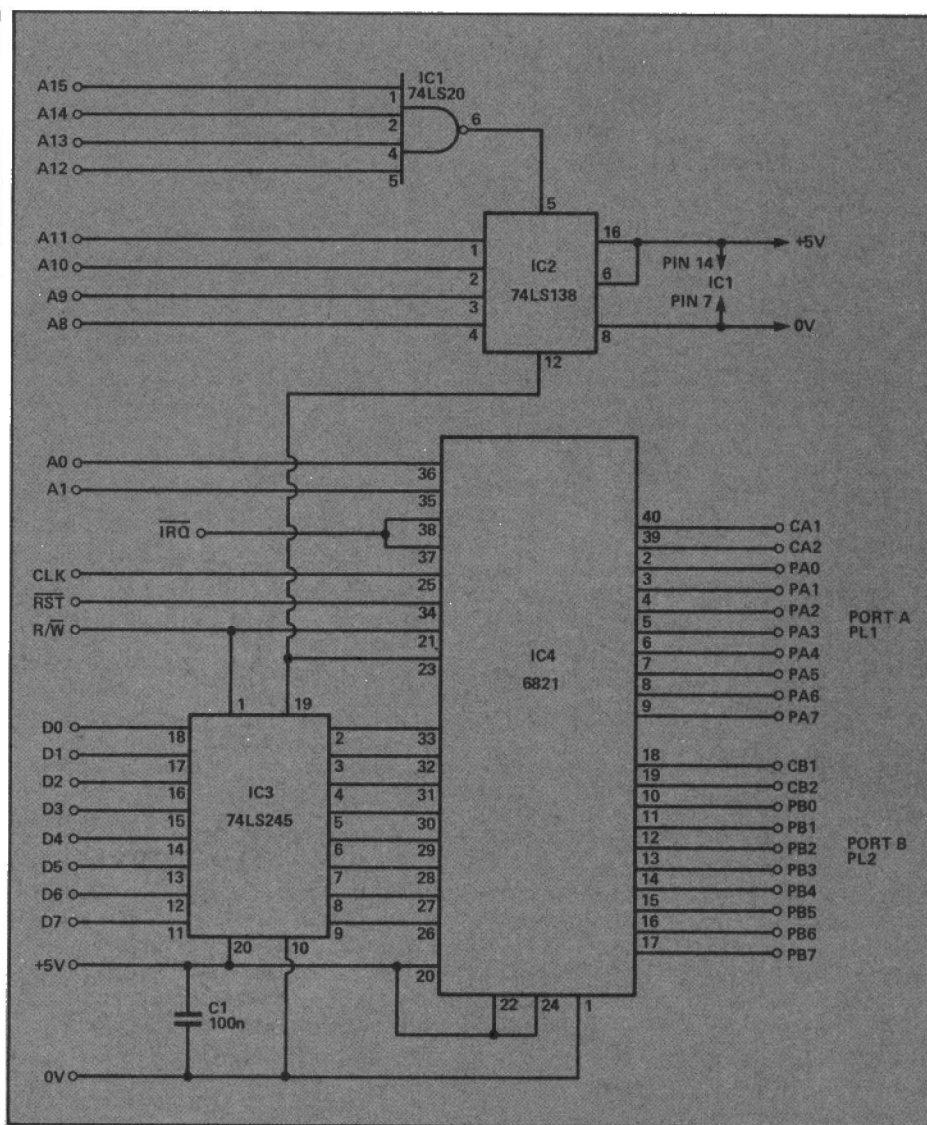 IC1
74LS20
A15
1
A14
2
6
A13
4
A12
5
5
A11
1
16
+5V
A10
2
IC2
6
PIN 14
IC1
A9
3
74LS138
PIN 7
A8
4
8
0V
12
A0
36
A1
35
IRQ
38
37
CLK
25
RST
34
R/W
21
23
1
19
IC4
6821
40
CA1
39
CA2
2
PA0
3
PA1
4
PA2
5
PA3
6
PA4
7
PA5
8
PA6
9
PA7
PORT A
PL1
D0
18
2
33
D1
17
3
32
D2
16
4
31
D3
15
5
30
D4
14
6
29
D5
13
7
28
D6
12
8
27
D7
11
9
26
IC3
74LS245
18
CB1
19
CB2
10
PB0
11
PB1
12
PB2
13
PB3
14
PB4
15
PB5
16
PB6
17
PB7
PORT B
PL2
+5V
20
10
20
22
24
1
C1
100n
0V